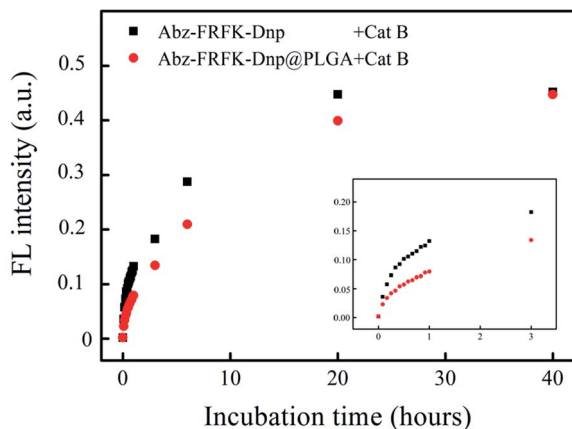 Abz-FRFK-Dnp +Cat B
Abz-FRFK-Dnp@PLGA+Cat B
FL intensity (a.u.)
0.5
0.4
0.3
0.2
0.1
0
0 10 20 30 40
0.20
0.15
0.10
0.05
0.00
0 1 2 3
Incubation time (hours)